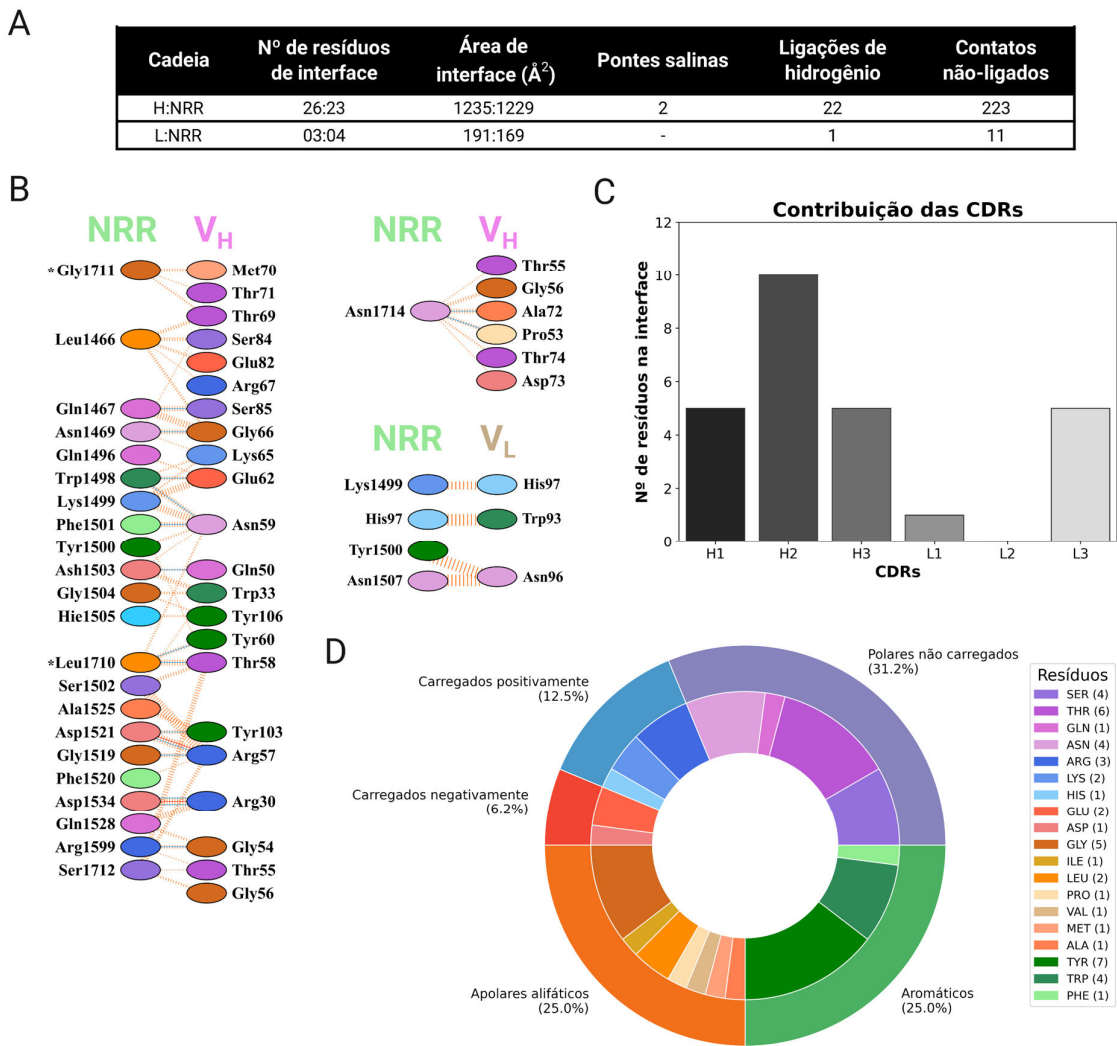 A
Cadeia
Nº de resíduos de interface
Área de interface (Å²)
Pontes salinas
Ligações de hidrogênio
Contatos não-ligados
H:NRR 26:23 1235:1229 2 22 223
L:NRR 03:04 191:169 - 1 11
B
NRR VH
*Gly1711 Met70
Thr71
Thr69
Leu1466 Ser84
Glu82
Arg67
Gln1467 Ser85
Asn1469 Gly66
Gln1496 Lys65
Trp1498 Glu62
Lys1499
Phe1501 Asn59
Tyr1500
Ash1503 Gln50
Gly1504 Trp33
Hie1505 Tyr106
Tyr60
*Leu1710 Thr58
Ser1502
Ala1525
Asp1521 Tyr103
Gly1519 Arg57
Phe1520
Asp1534 Arg30
Gln1528
Arg1599 Gly54
Ser1712 Thr55
Gly56
NRR VH
Thr55
Gly56
Asn1714 Ala72
Pro53
Thr74
Asp73
NRR VL
Lys1499 His97
His97 Trp93
Tyr1500
Asn1507 Asn96
C
Contribuição das CDRs
Nº de resíduos na interface
12
10
8
6
4
2
0
H1 H2 H3 L1 L2 L3
CDRs
D
Polares não carregados
(31.2%)
Carregados positivamente
(12.5%)
Carregados negativamente
(6.2%)
Apolares alifáticos
(25.0%)
Aromáticos
(25.0%)
Resíduos
SER (4)
THR (6)
GLN (1)
ASN (4)
ARG (3)
LYS (2)
HIS (1)
GLU (2)
ASP (1)
GLY (5)
ILE (1)
LEU (2)
PRO (1)
VAL (1)
MET (1)
ALA (1)
TYR (7)
TRP (4)
PHE (1)